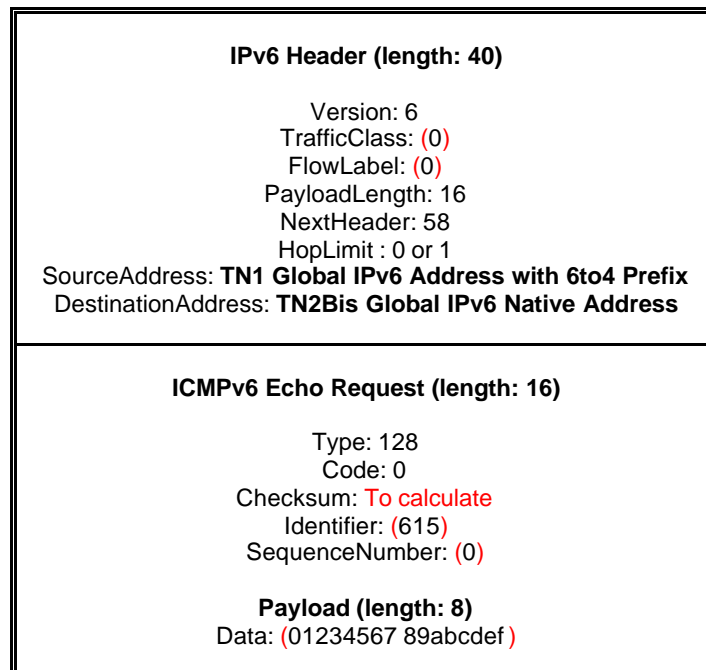 IPv6 Header (length: 40)
Version: 6
TrafficClass: (0)
FlowLabel: (0)
PayloadLength: 16
NextHeader: 58
HopLimit : 0 or 1
SourceAddress: TN1 Global IPv6 Address with 6to4 Prefix
DestinationAddress: TN2Bis Global IPv6 Native Address
ICMPv6 Echo Request (length: 16)
Type: 128
Code: 0
Checksum: To calculate
Identifier: (615)
SequenceNumber: (0)
Payload (length: 8)
Data: (01234567 89abcdef )